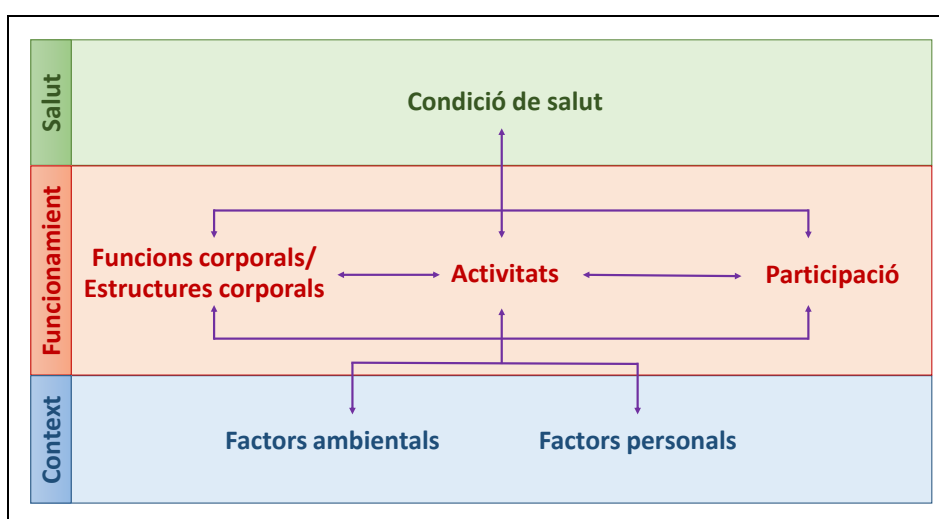 Salut
Condició de salut
Funcionamient
Funcions corporals/
Estructures corporals
Activitats
Participació
Context
Factors ambientals
Factors personals